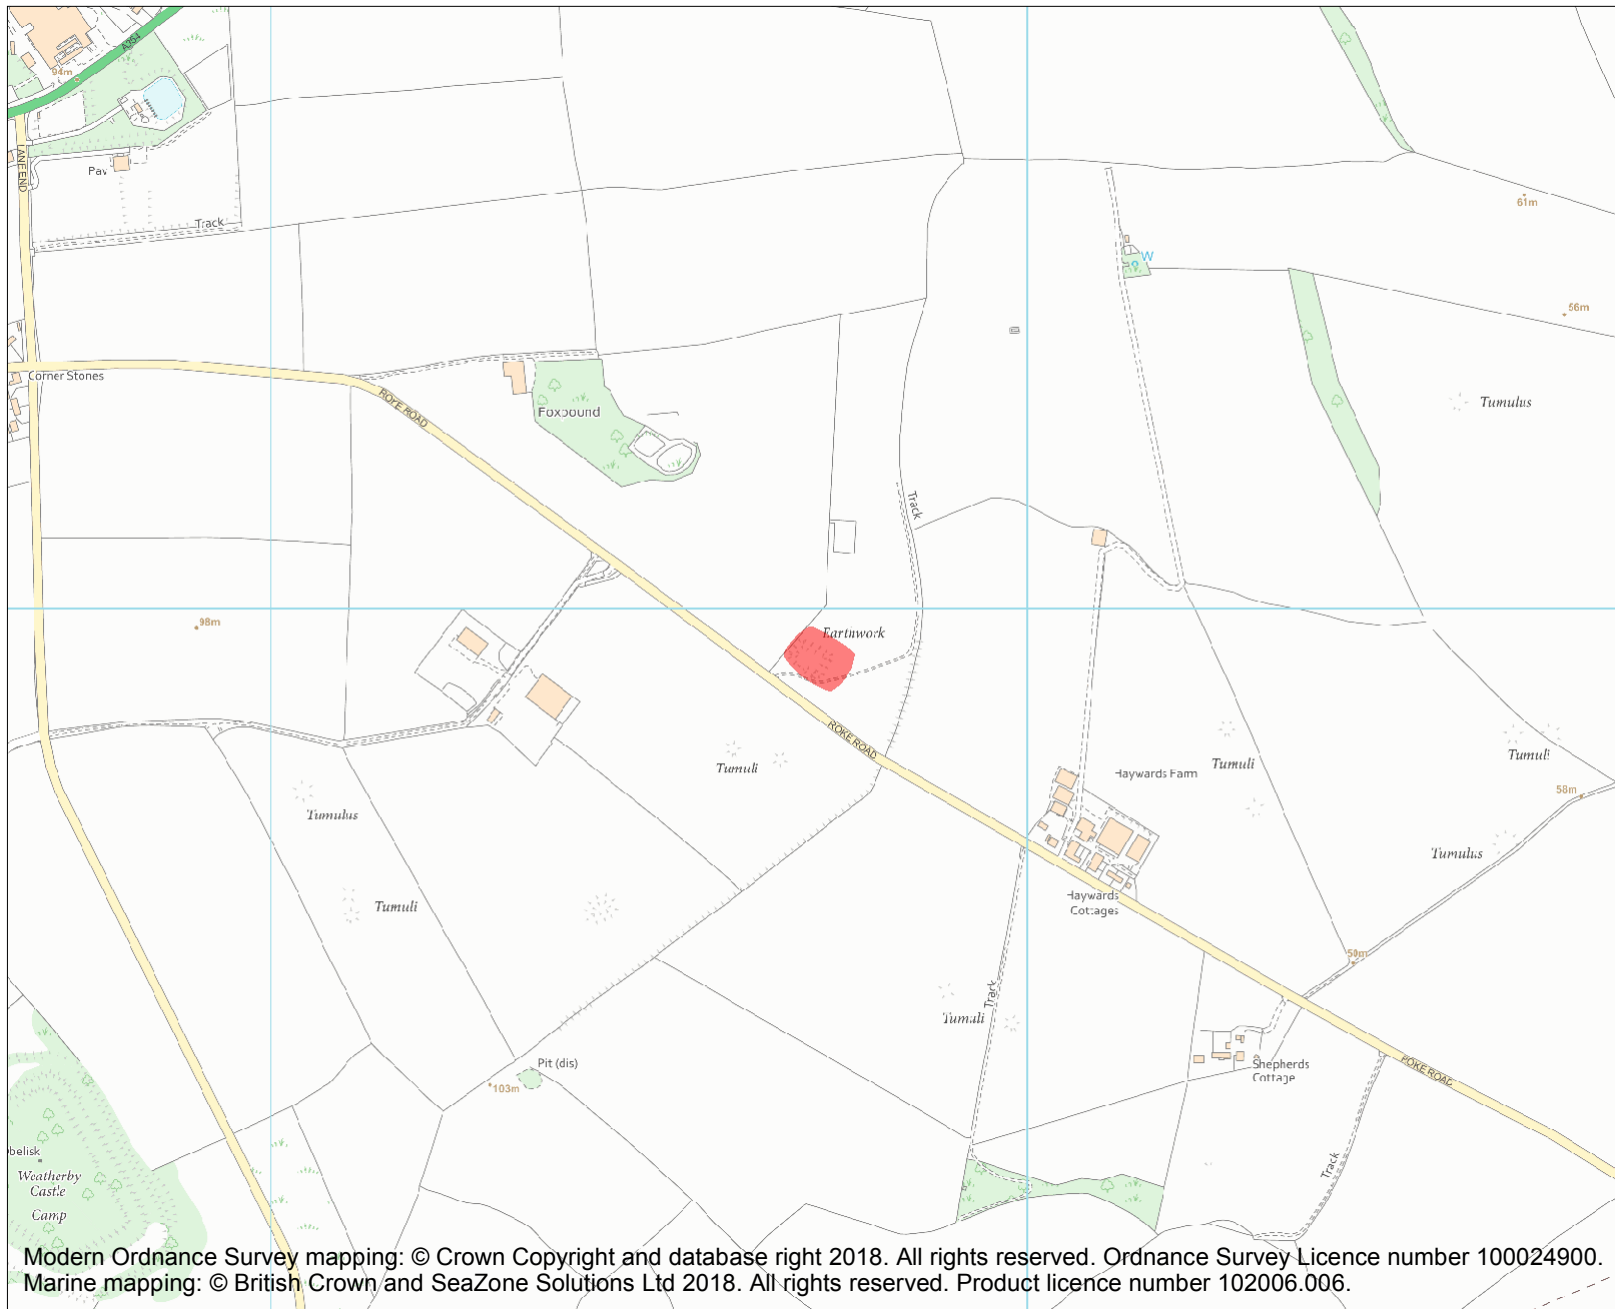 A354
94m
LANE END
Pav
Track
61m
W
56m
Corner Stones
ROKE ROAD
Foxpound
Tumulus
Track
98m
Earthwork
ROKE ROAD
Tumuli
Haywards Farm
Tumuli
Tumuli
58m
Tumulus
Tumulus
Tumuli
Haywards
Cottages
Track
Tumuli
Pit (dis)
103m
Shepherds
Cottage
ROKE ROAD
Track
belisk
Weatherby
Castle
Camp
Modern Ordnance Survey mapping: © Crown Copyright and database right 2018. All rights reserved. Ordnance Survey Licence number 100024900.
Marine mapping: © British Crown and SeaZone Solutions Ltd 2018. All rights reserved. Product licence number 102006.006.